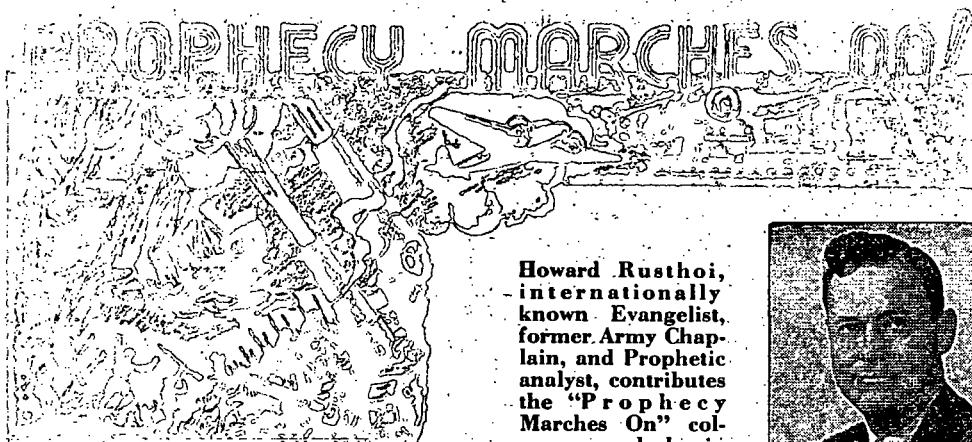 PROPHECY MARCHES ON!
Howard Rusthoi,
internationally
known Evangelist,
former Army Chap-
lain, and Prophetic
analyst, contributes
the "Prophecy
Marches On" col-